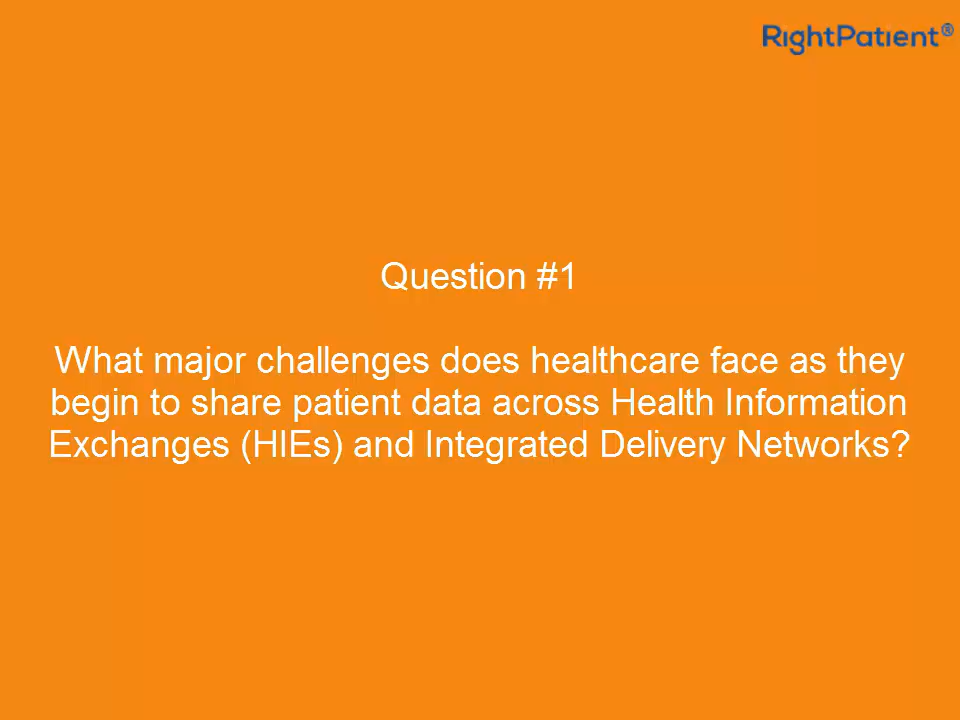 RightPatient®
Question #1
What major challenges does healthcare face as they
begin to share patient data across Health Information
Exchanges (HIEs) and Integrated Delivery Networks?